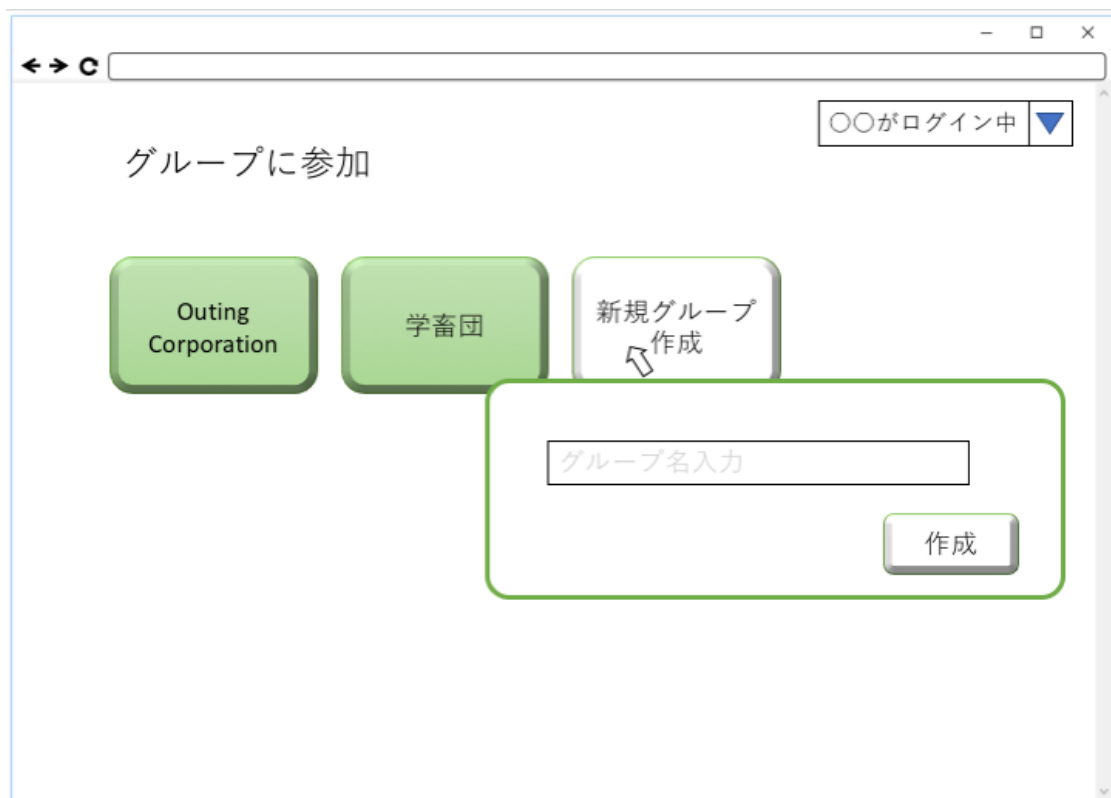 ○○がログイン中
グループに参加
Outing
Corporation
学畜団
新規グループ
作成
グループ名入力
作成